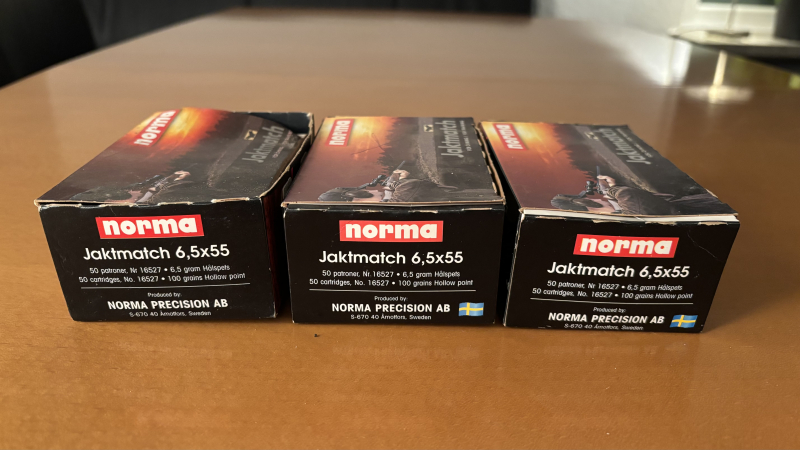 norma
Jaktmatch
norma
Jaktmatch 6,5x55
50 patroner, Nr 16527 • 6,5 gram Hålspets
50 cartridges, No. 16527 • 100 grains Hollow point
Produced by:
NORMA PRECISION AB
S-670 40 Åmotfors, Sweden
norma
Jaktmatch
norma
Jaktmatch 6,5x55
50 patroner, Nr.16527 • 6,5 gram Hålspets
50 cartridges, No. 16527 • 100 grains Hollow point
Produced by:
NORMA PRECISION AB
S-670 40 Åmotfors, Sweden
norma
Jaktmatch
norma
Jaktmatch 6,5x55
50 patroner, Nr. 16527 • 6,5 gram Hålspets
50 cartridges, No. 16527 • 100 grains Hollow point
Produced by:
NORMA PRECISION AB
S-670 40 Åmotfors, Sweden